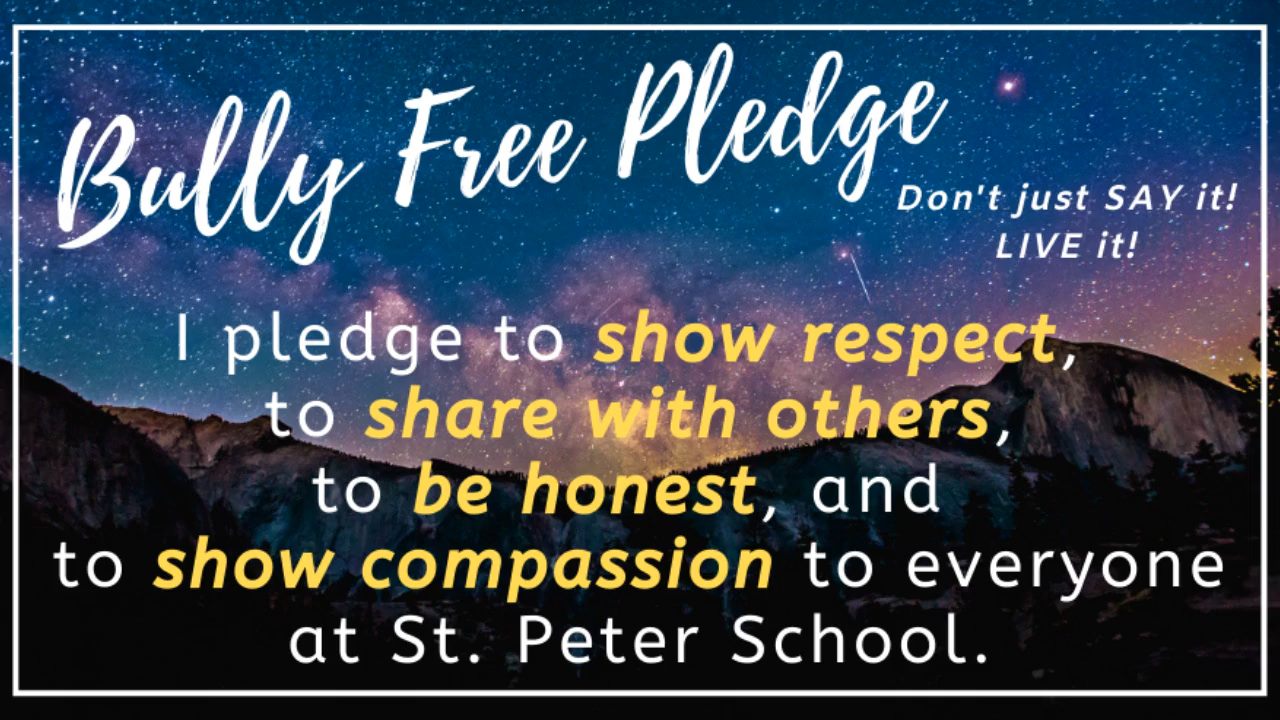 Bully Free Pledge
Don't just SAY it!
LIVE it!
I pledge to show respect,
to share with others,
to be honest, and
to show compassion to everyone
at St. Peter School.